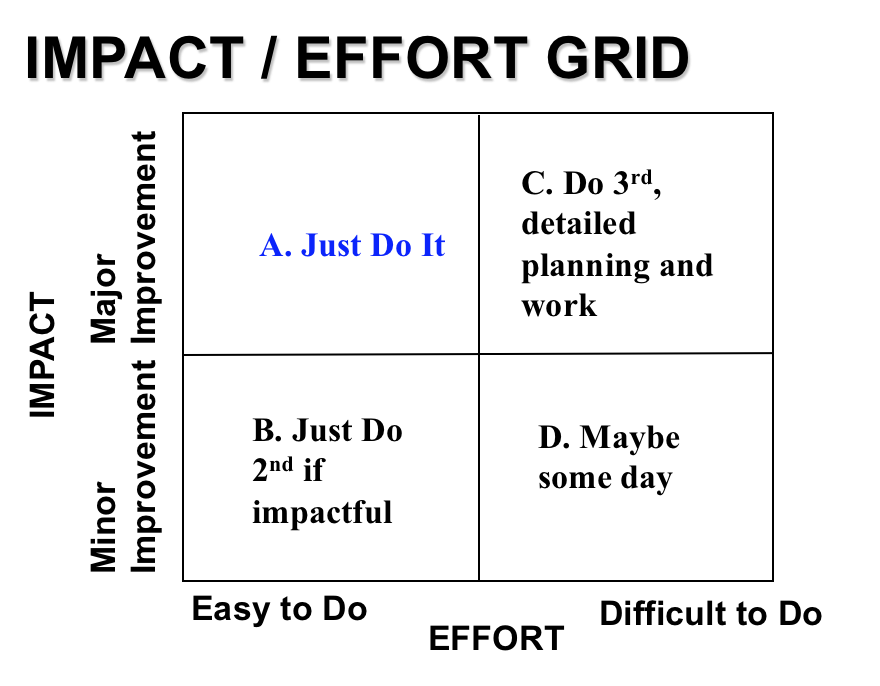 IMPACT / EFFORT GRID
IMPACT
Major
Improvement
Minor
Improvement
A. Just Do It
C. Do 3rd,
detailed
planning and
work
B. Just Do
2nd if
impactful
D. Maybe
some day
Easy to Do
Difficult to Do
EFFORT